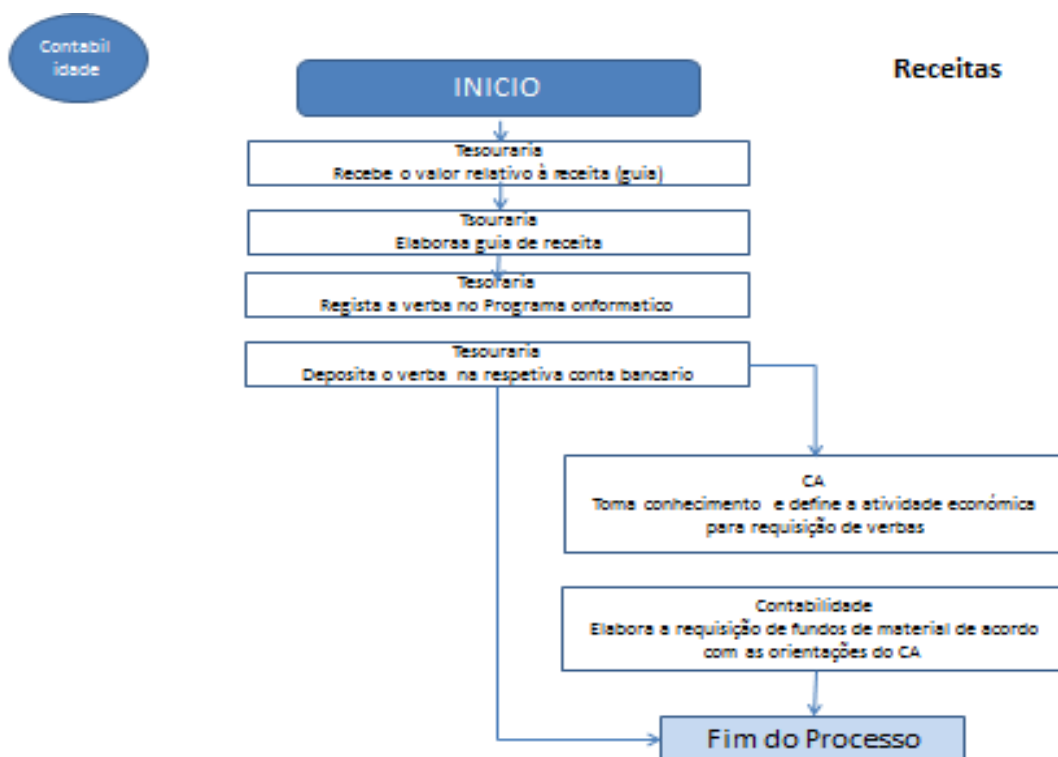 Contabil
idade
Receitas
INICIO
Tesouraria
Recebe o valor relativo à receita (guia)
Tsouraria
Elaboraa guia de receita
Tesoraria
Regista a verba no Programa onformatico
Tesouraria
Deposita o verba na respetiva conta bancario
CA
Toma conhecimento e define a atividade económica
para requisição de verbas
Contabilidade
Elabora a requisição de fundos de material de acordo
com as orientações do CA
Fim do Processo